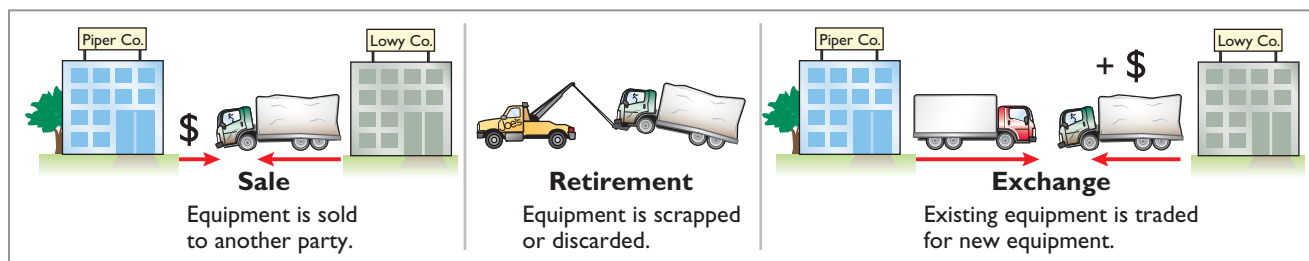 Piper Co.
Lowy Co.
$
Sale
Equipment is sold
to another party.
Joe's
Retirement
Equipment is scrapped
or discarded.
Piper Co.
Lowy Co.
+ $
Exchange
Existing equipment is traded
for new equipment.